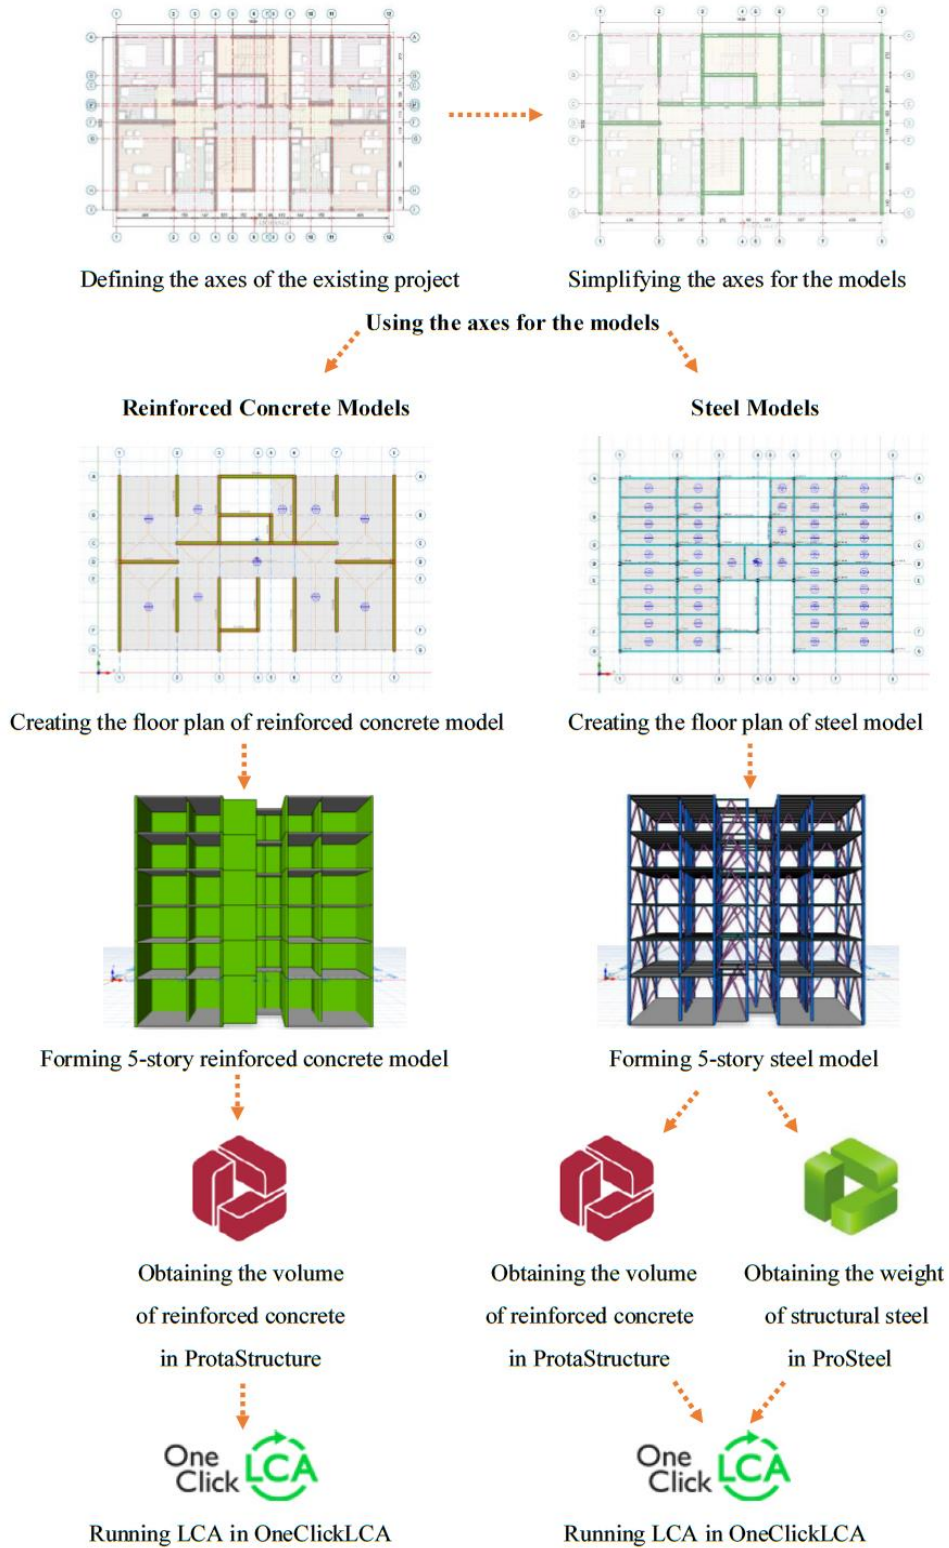 Defining the axes of the existing project
Simplifying the axes for the models
Using the axes for the models
Reinforced Concrete Models
Steel Models
Creating the floor plan of reinforced concrete model
Creating the floor plan of steel model
Forming 5-story reinforced concrete model
Forming 5-story steel model
Obtaining the volume
of reinforced concrete
in ProtaStructure
Obtaining the volume
of reinforced concrete
in ProtaStructure
Obtaining the weight
of structural steel
in ProSteel
One
Click
LCA
One
Click
LCA
Running LCA in OneClickLCA
Running LCA in OneClickLCA